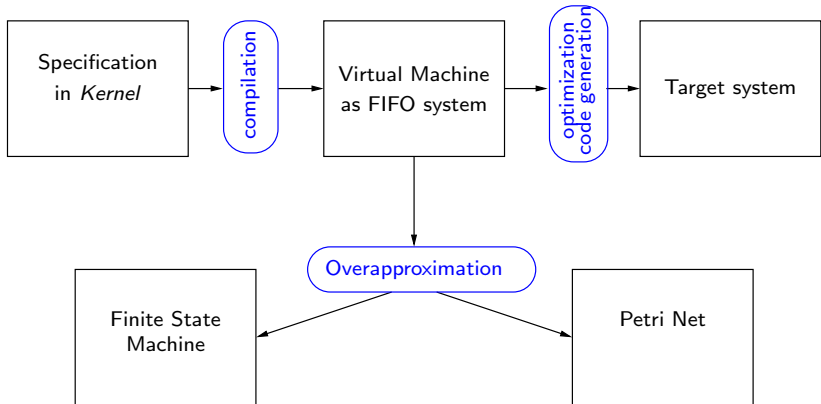 Specification
in Kernel
compilation
Virtual Machine
as FIFO system
optimization
code generation
Target system
Overapproximation
Finite State
Machine
Petri Net